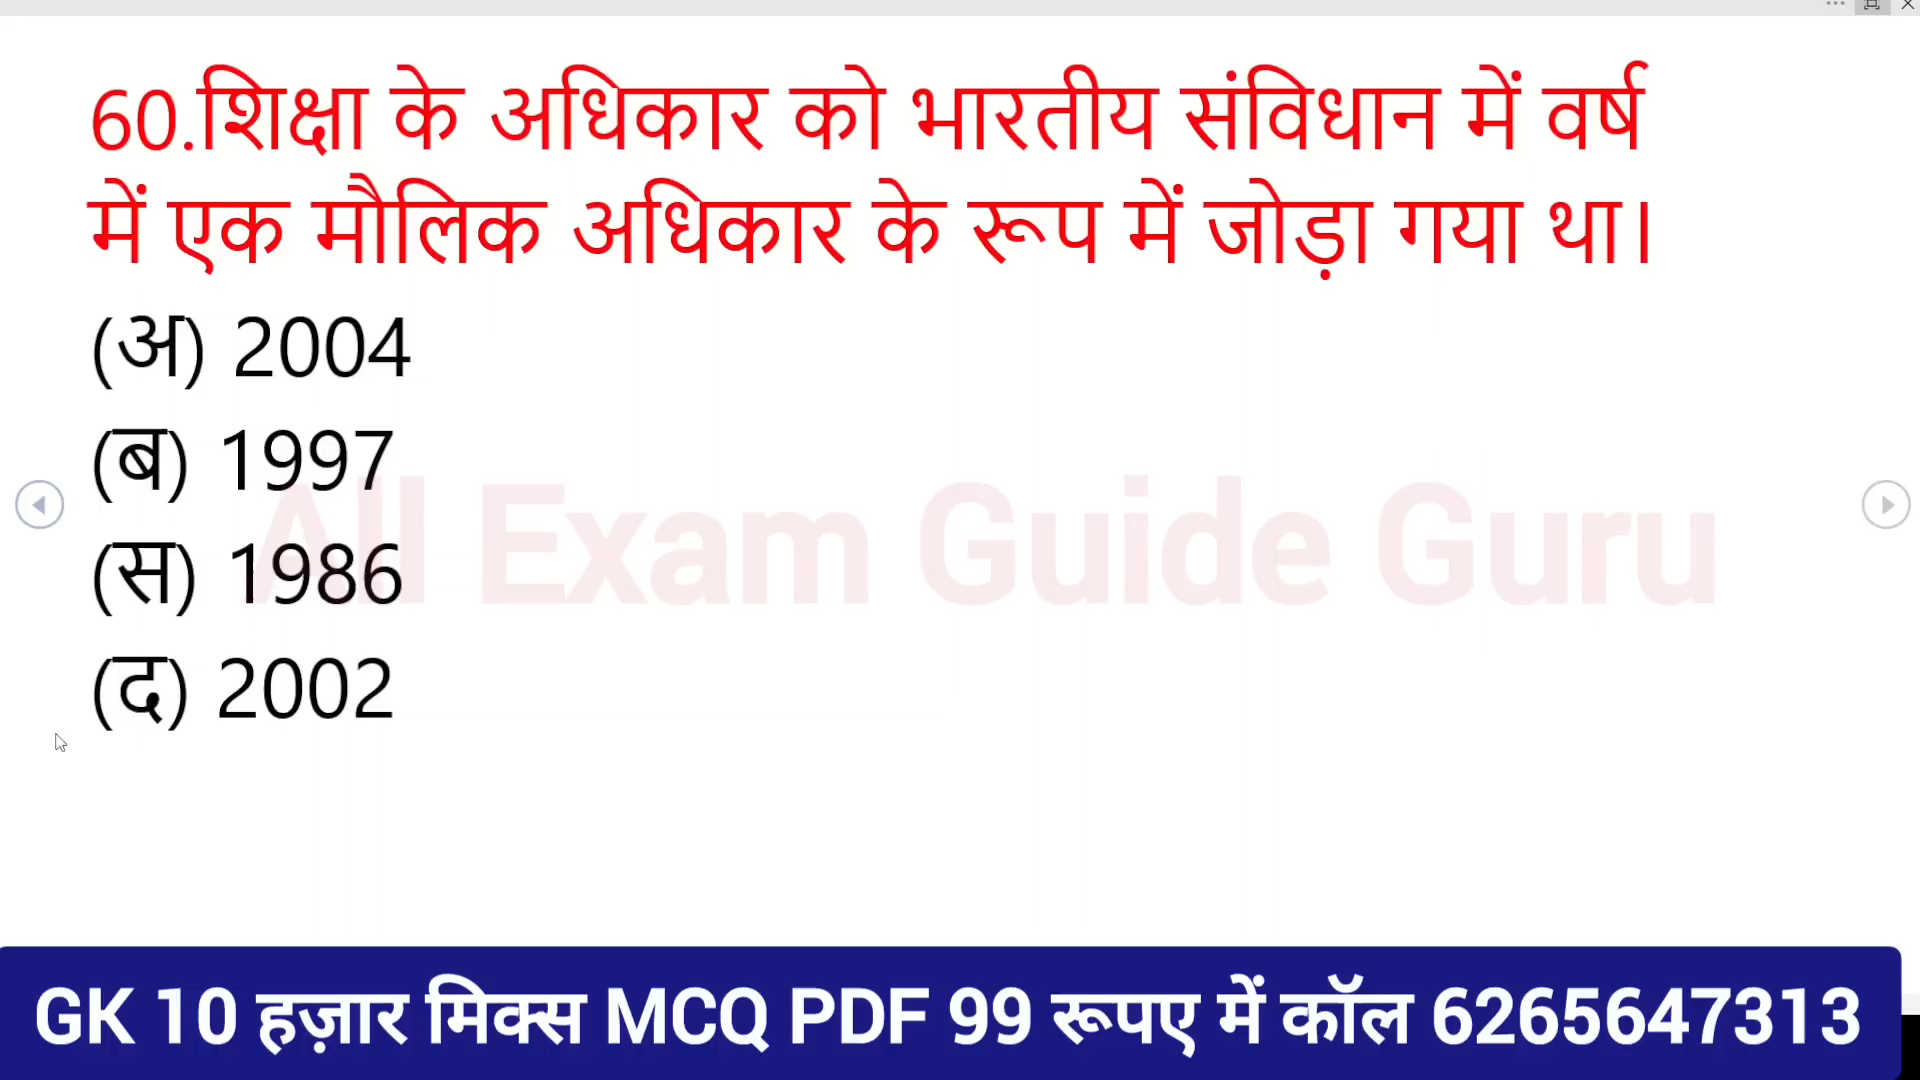 60.शिक्षा के अधिकार को भारतीय संविधान में वर्ष
में एक मौलिक अधिकार के रूप में जोड़ा गया था।
(अ) 2004
(ब) 1997
(स) 1986
(द) 2002
All Exam Guide Guru
GK 10 हज़ार मिक्स MCQ PDF 99 रूपए में कॉल 6265647313